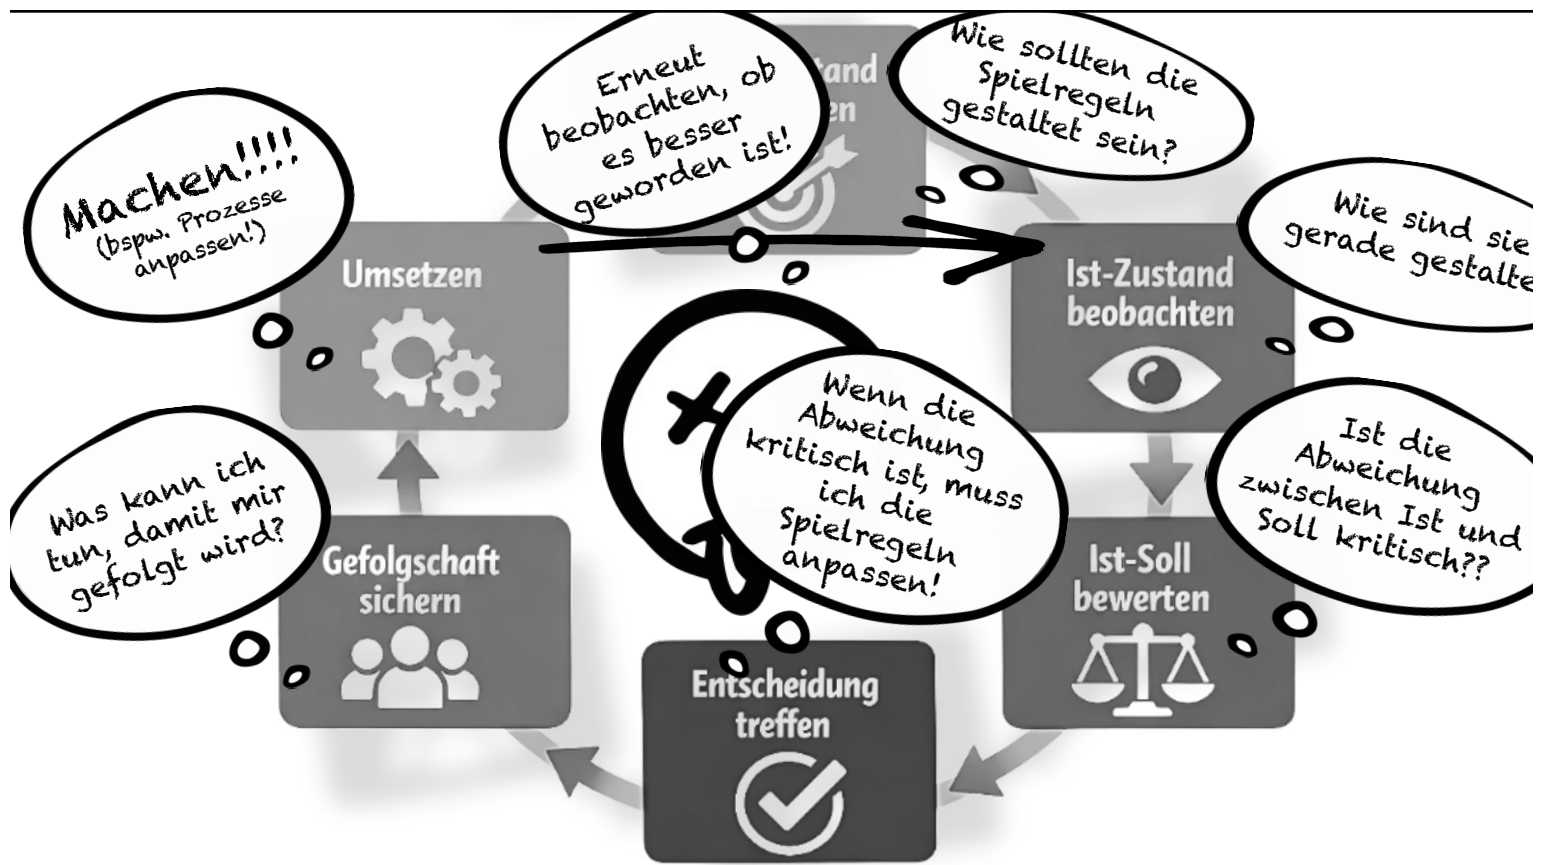 Erneut
beobachten, ob
es besser
geworden ist!
tand
en
Wie sollten die
Spielregeln
gestaltet sein?
Machen!!!!
(bspw. Prozesse
anpassen!)
Umsetzen
Ist-Zustand
beobachten
Wie sind sie
gerade gestalte
Wenn die
Abweichung
kritisch ist, muss
ich die
Spielregeln
anpassen!
Ist die
Abweichung
zwischen Ist und
Soll kritisch??
Was kann ich
tun, damit mir
gefolgt wird?
Gefolgschaft
sichern
Ist-Soll
bewerten
Entscheidung
treffen